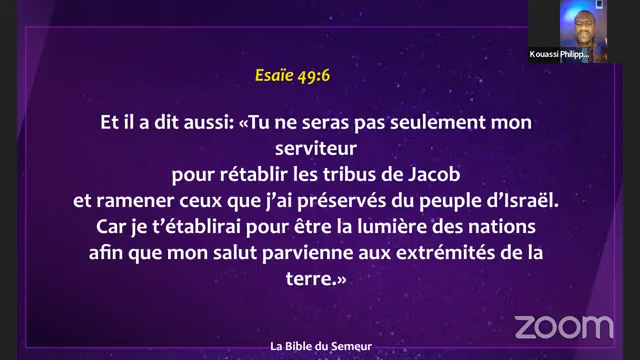 Kouassi Philipp...
Esaïe 49:6
Et il a dit aussi: «Tu ne seras pas seulement mon
serviteur
pour rétablir les tribus de Jacob
et ramener ceux que j’ai préservés du peuple d’Israël.
Car je t’établirai pour être la lumière des nations
afin que mon salut parvienne aux extrémités de la
terre.»
La Bible du Semeur
zoom